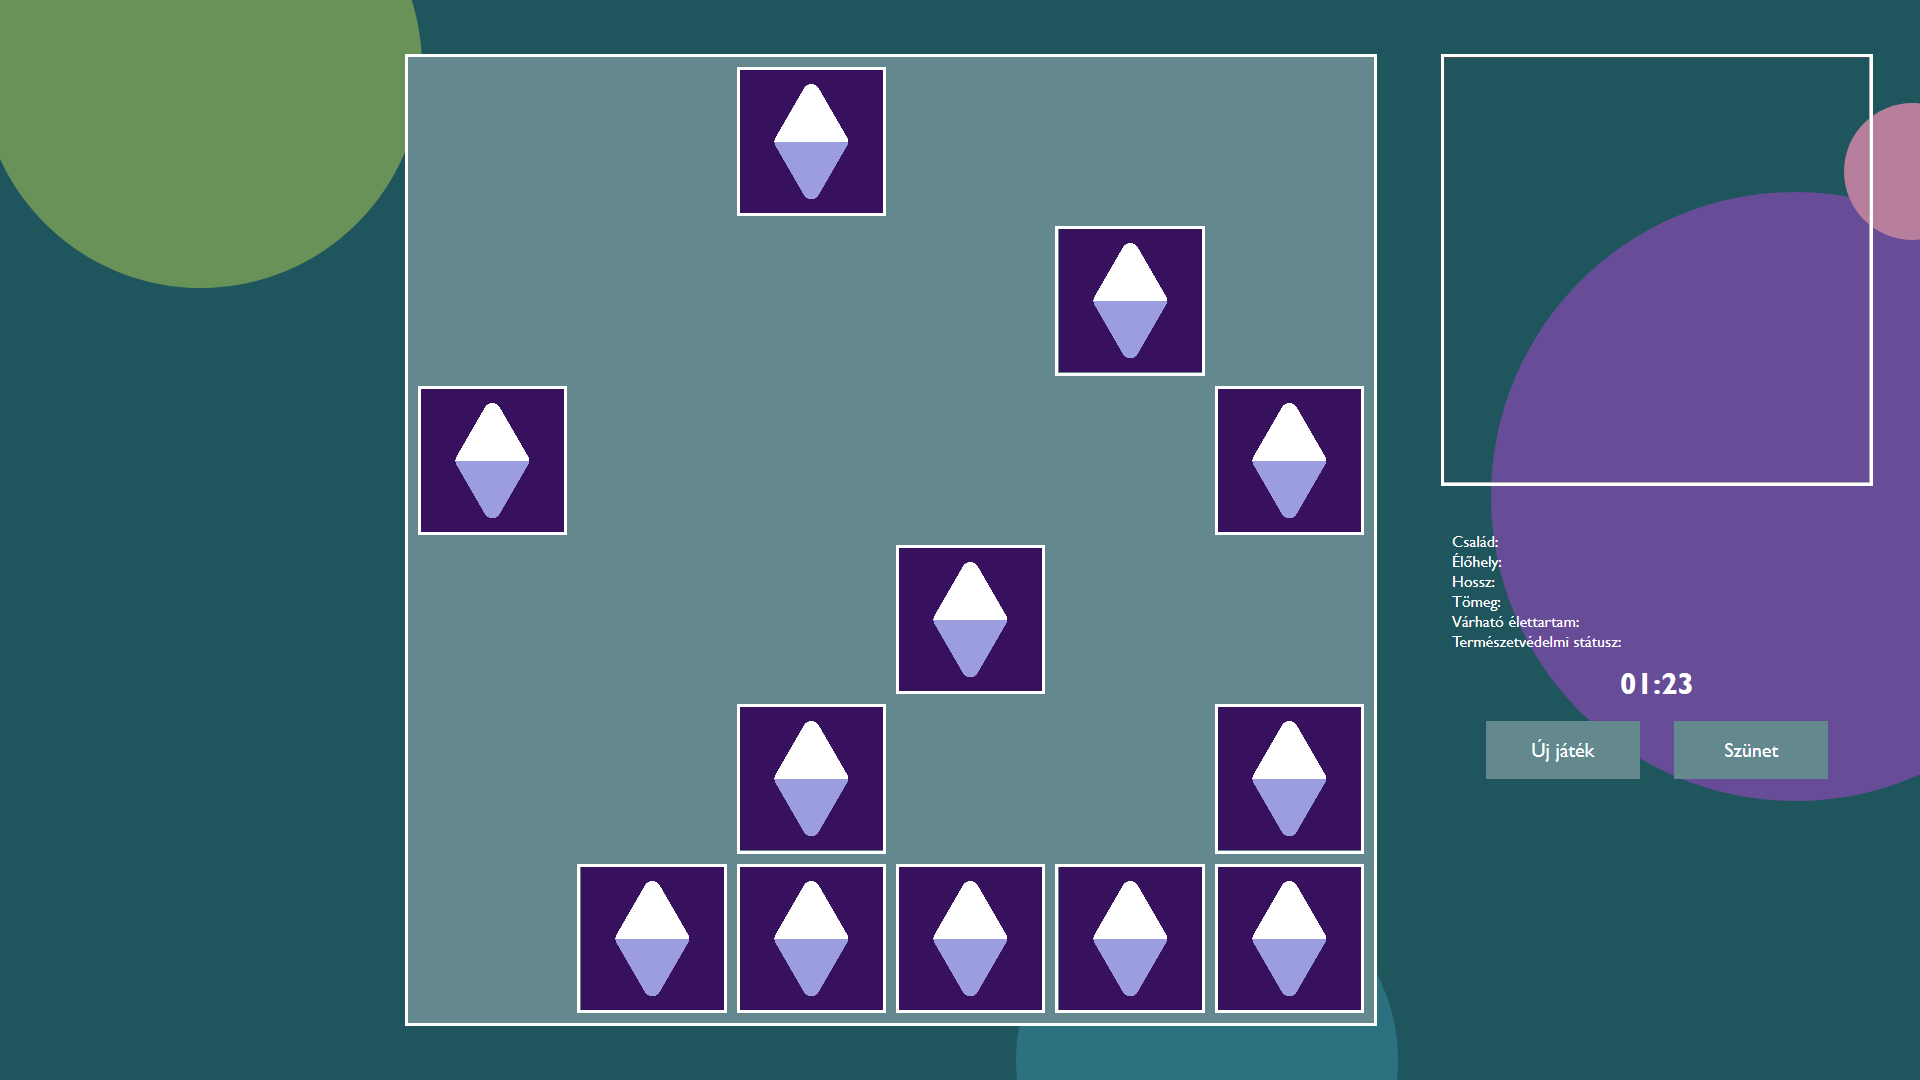 Család:
Élőhely:
Hossz:
Tömeg:
Várható élettartam:
Természetvédelmi státusz:
01:23
Új játék
Szünet